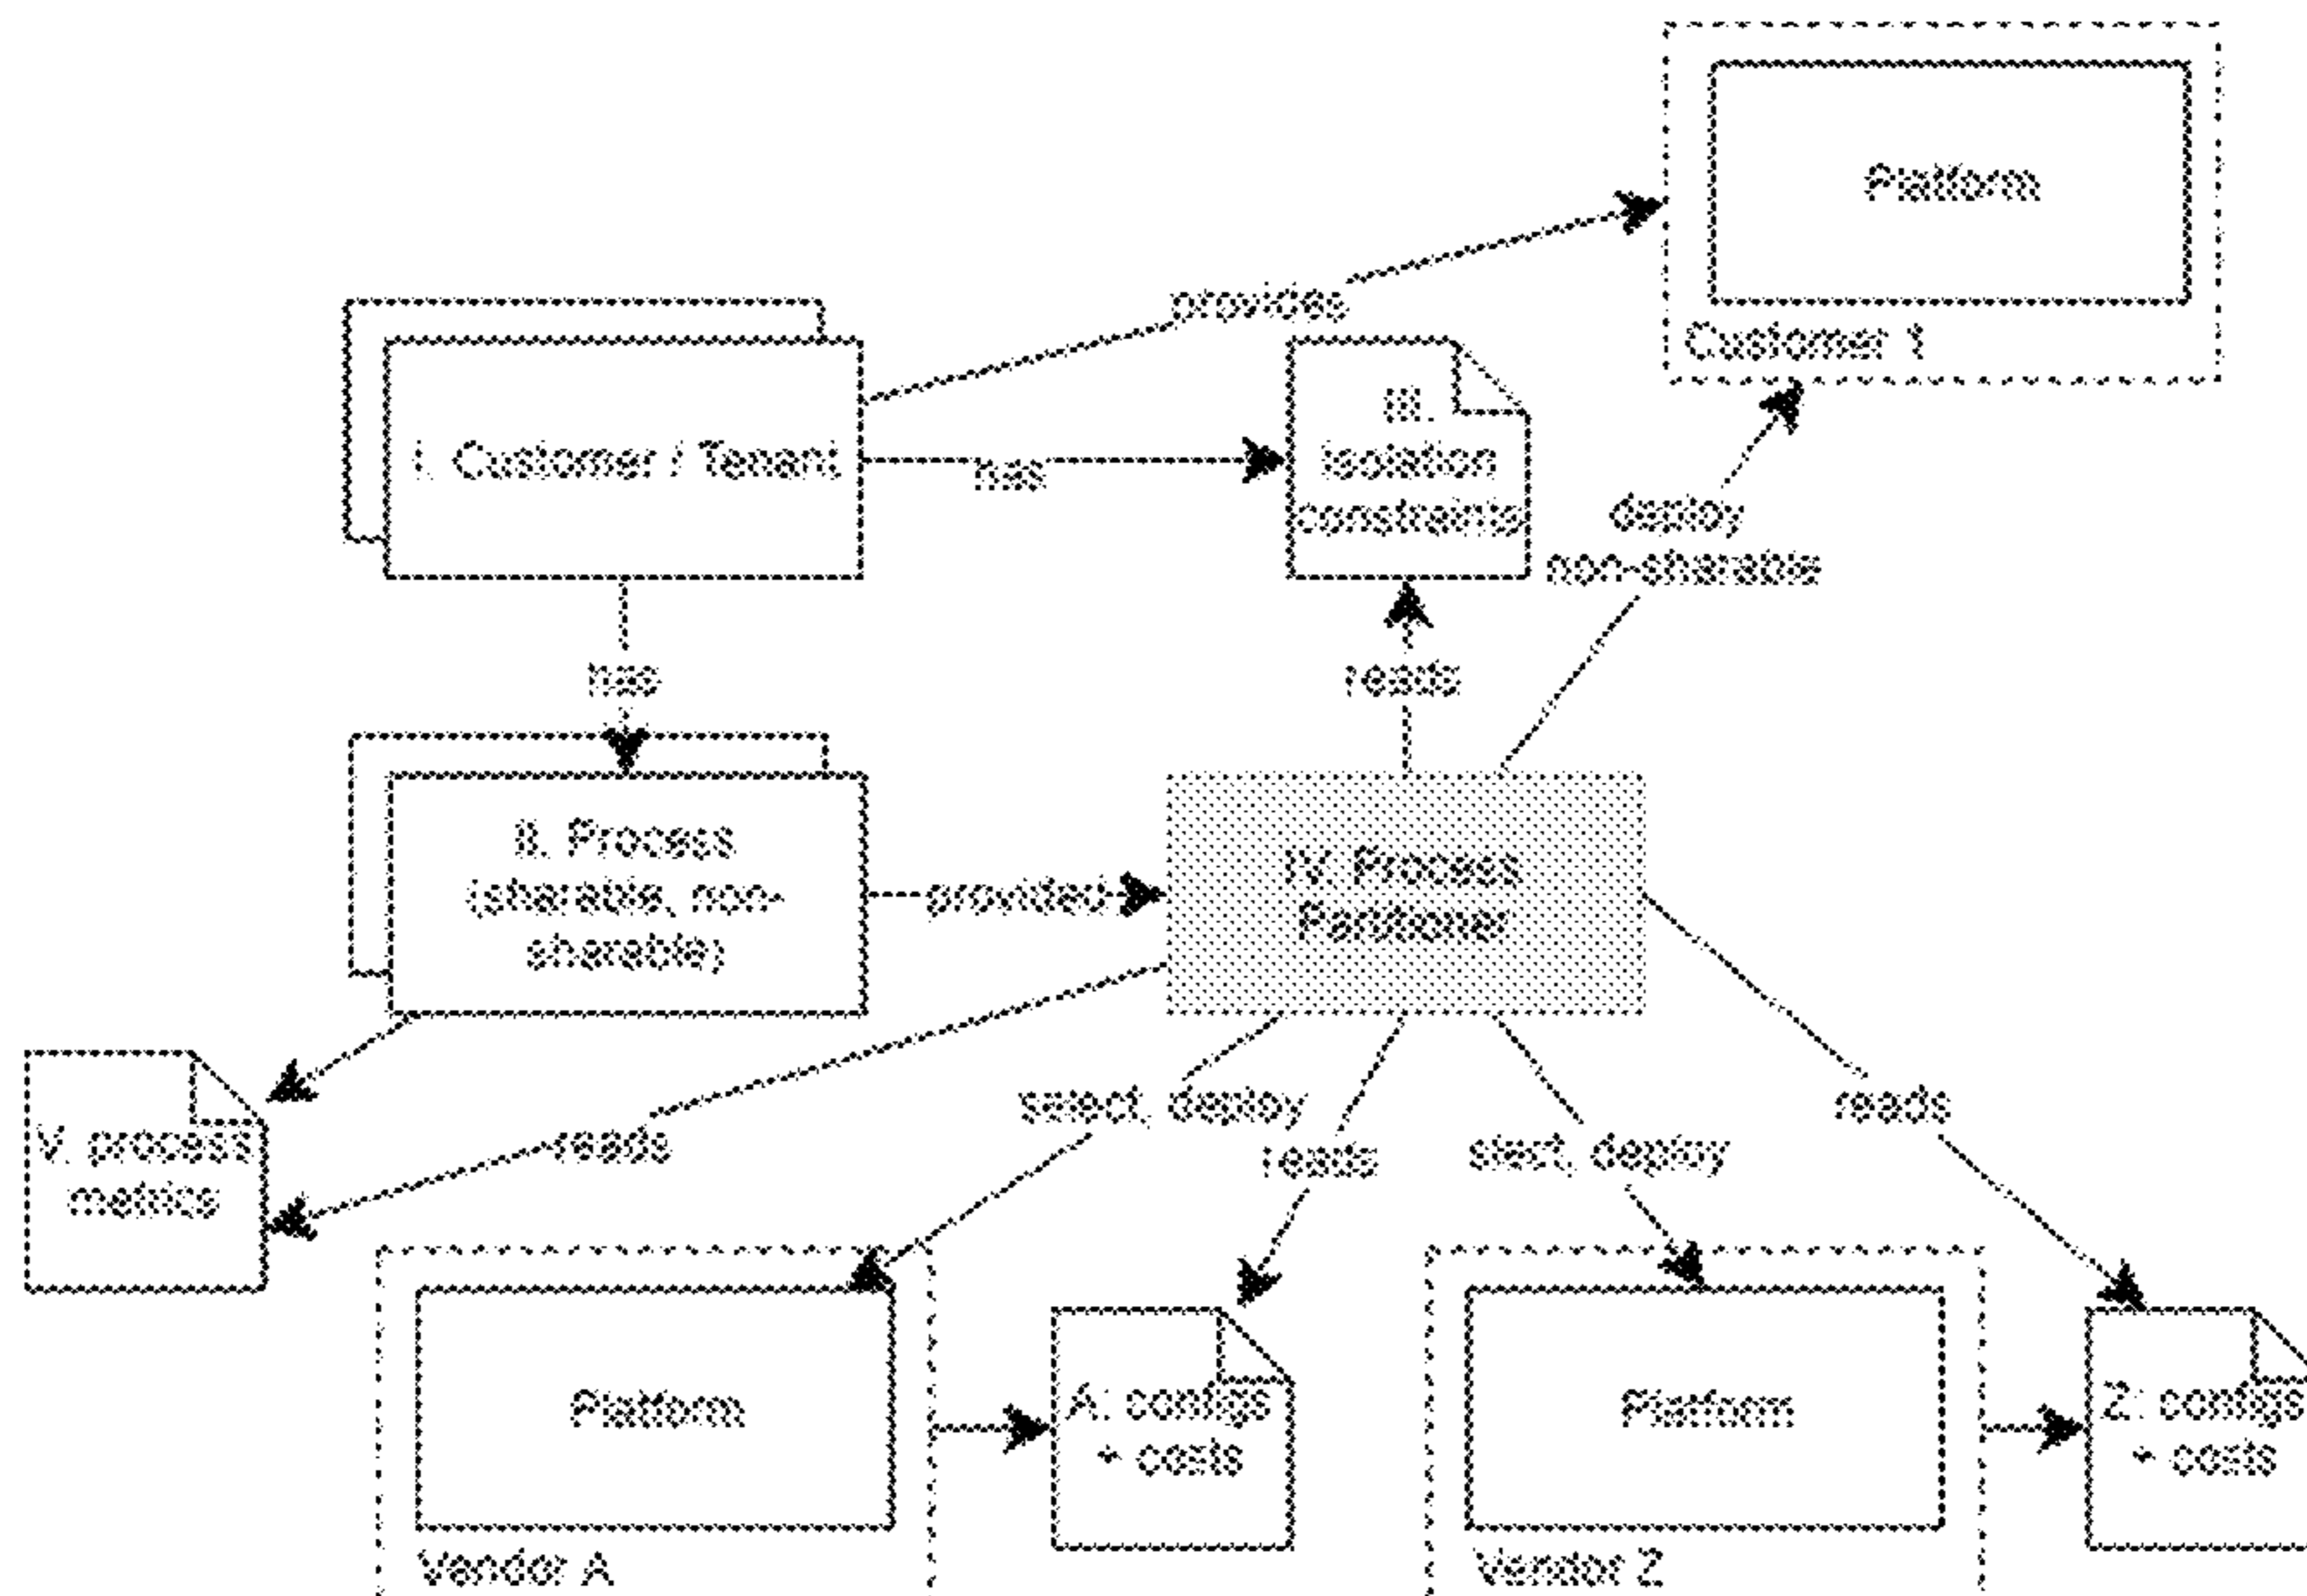 Platform
Customer t
provides
I. Customer / Tenant
has
III.
isolation
constraints
deploy
non-sharable
has
reads
II. Process
(sharable, non-
sharable)
provided
IV. Process
Partitioner
V. process
metrics
reads
select, deploy
reads
start, deploy
reads
Platform
Vendor A
A: configs
+ costs
Platform
Vendor Z
Z: configs
+ costs